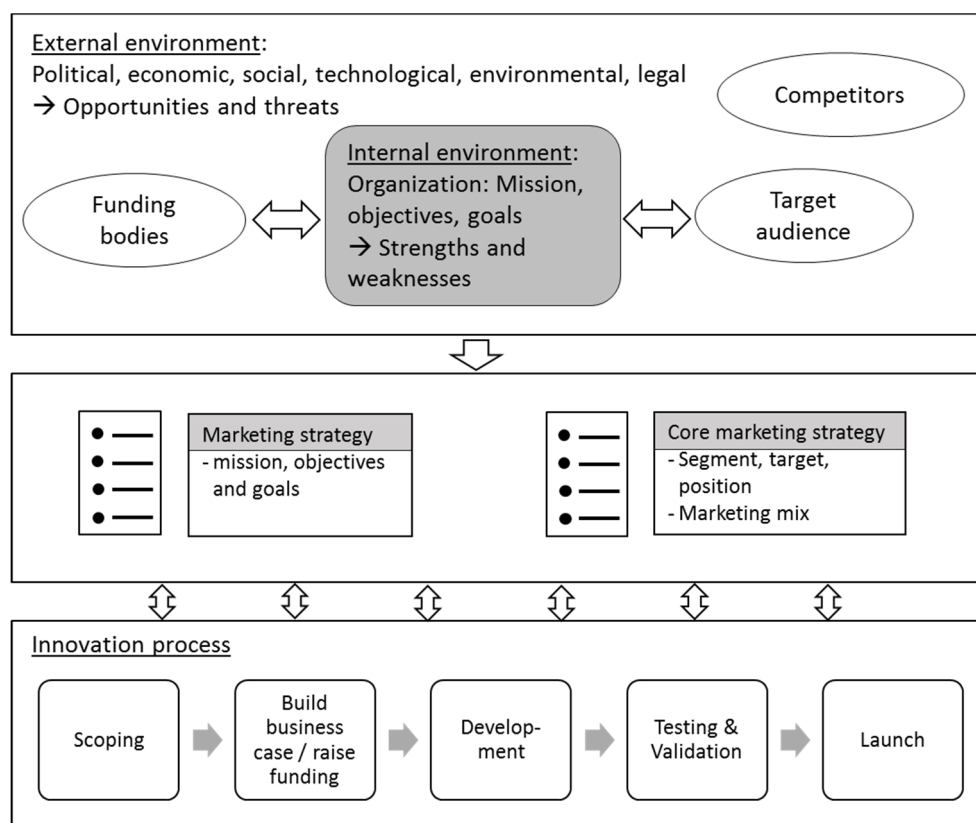 External environment:
Political, economic, social, technological, environmental, legal
→ Opportunities and threats
Competitors
Internal environment:
Organization: Mission,
objectives, goals
→ Strengths and
weaknesses
Funding
bodies
Target
audience
Marketing strategy
- mission, objectives
and goals
Core marketing strategy
- Segment, target,
position
- Marketing mix
Innovation process
Scoping
Build
business
case / raise
funding
Develop-
ment
Testing &
Validation
Launch